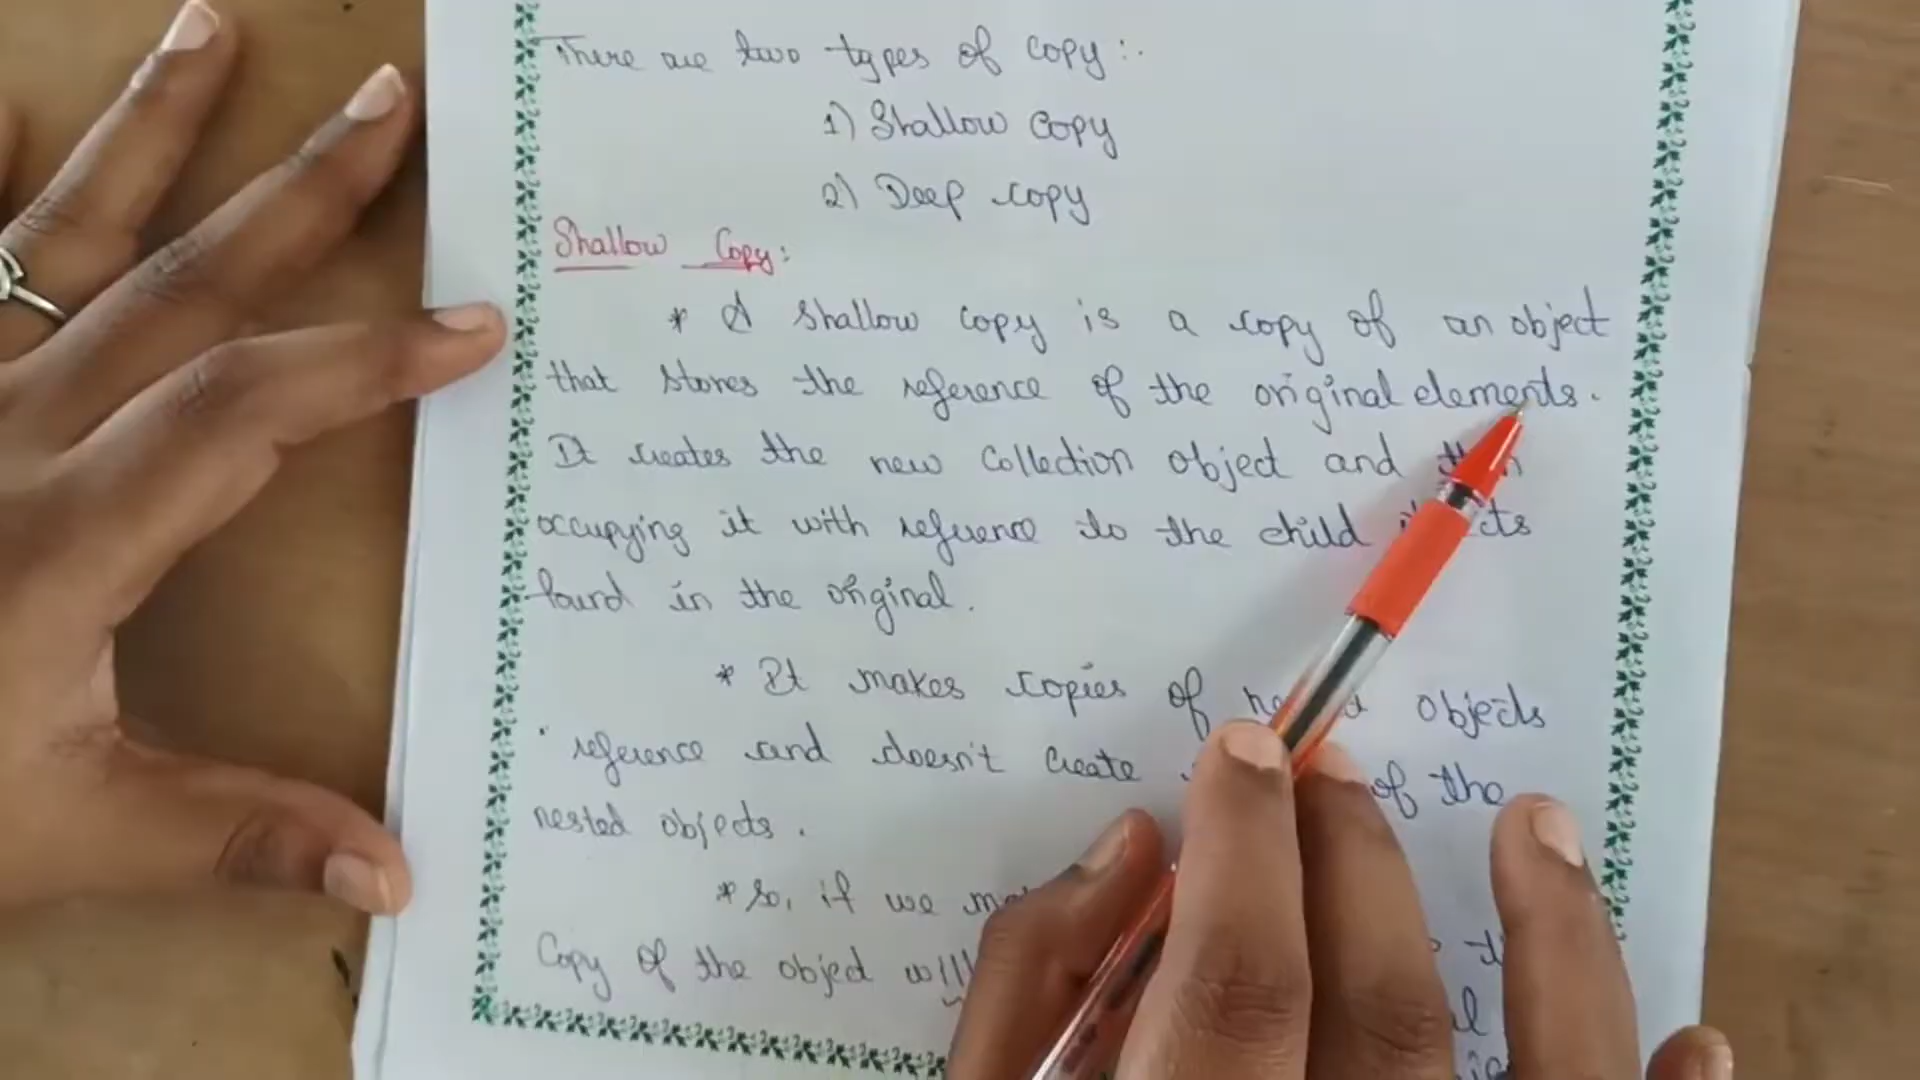 There are two types of copy:-
1) Shallow Copy
2) Deep copy
Shallow Copy:
* A shallow copy is a copy of an object
that stores the reference of the original elements.
It creates the new collection object and
occupying it with reference to the child
found in the original.
* It makes copies of objects
reference and doesn't create of the
nested objects.
* So, if we
Copy of the object will